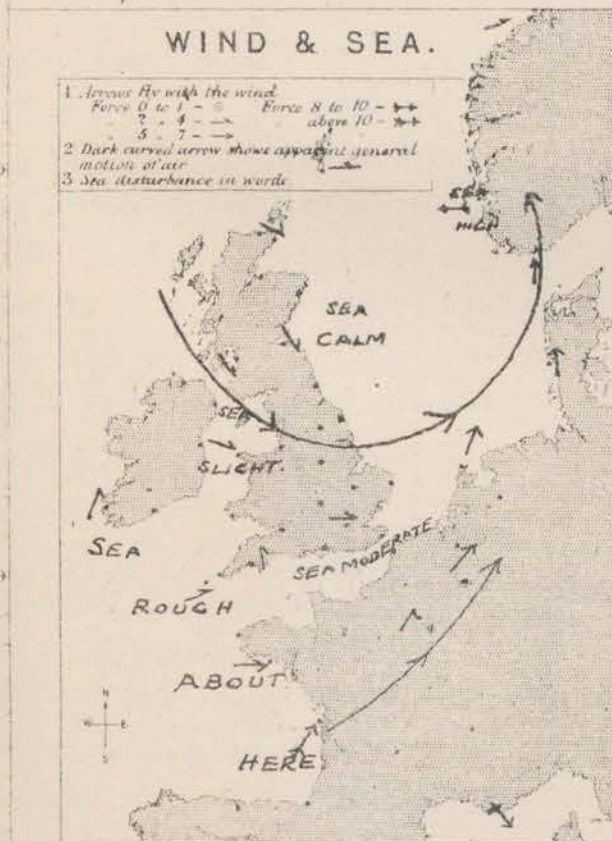 WIND & SEA.
1 Arrows fly with the wind
Force 0 to 1 – ○ Force 8 to 10 –
2 „ 4 – above 10 –
5 „ 7 –
2 Dark curved arrow shows apparent general
motion of air
3 Sea disturbance in words
SEA
HIGH
SEA
CALM
SEA
SLIGHT.
SEA
SEA MODERATE
ROUGH
ABOUT
HERE
N
W E
S